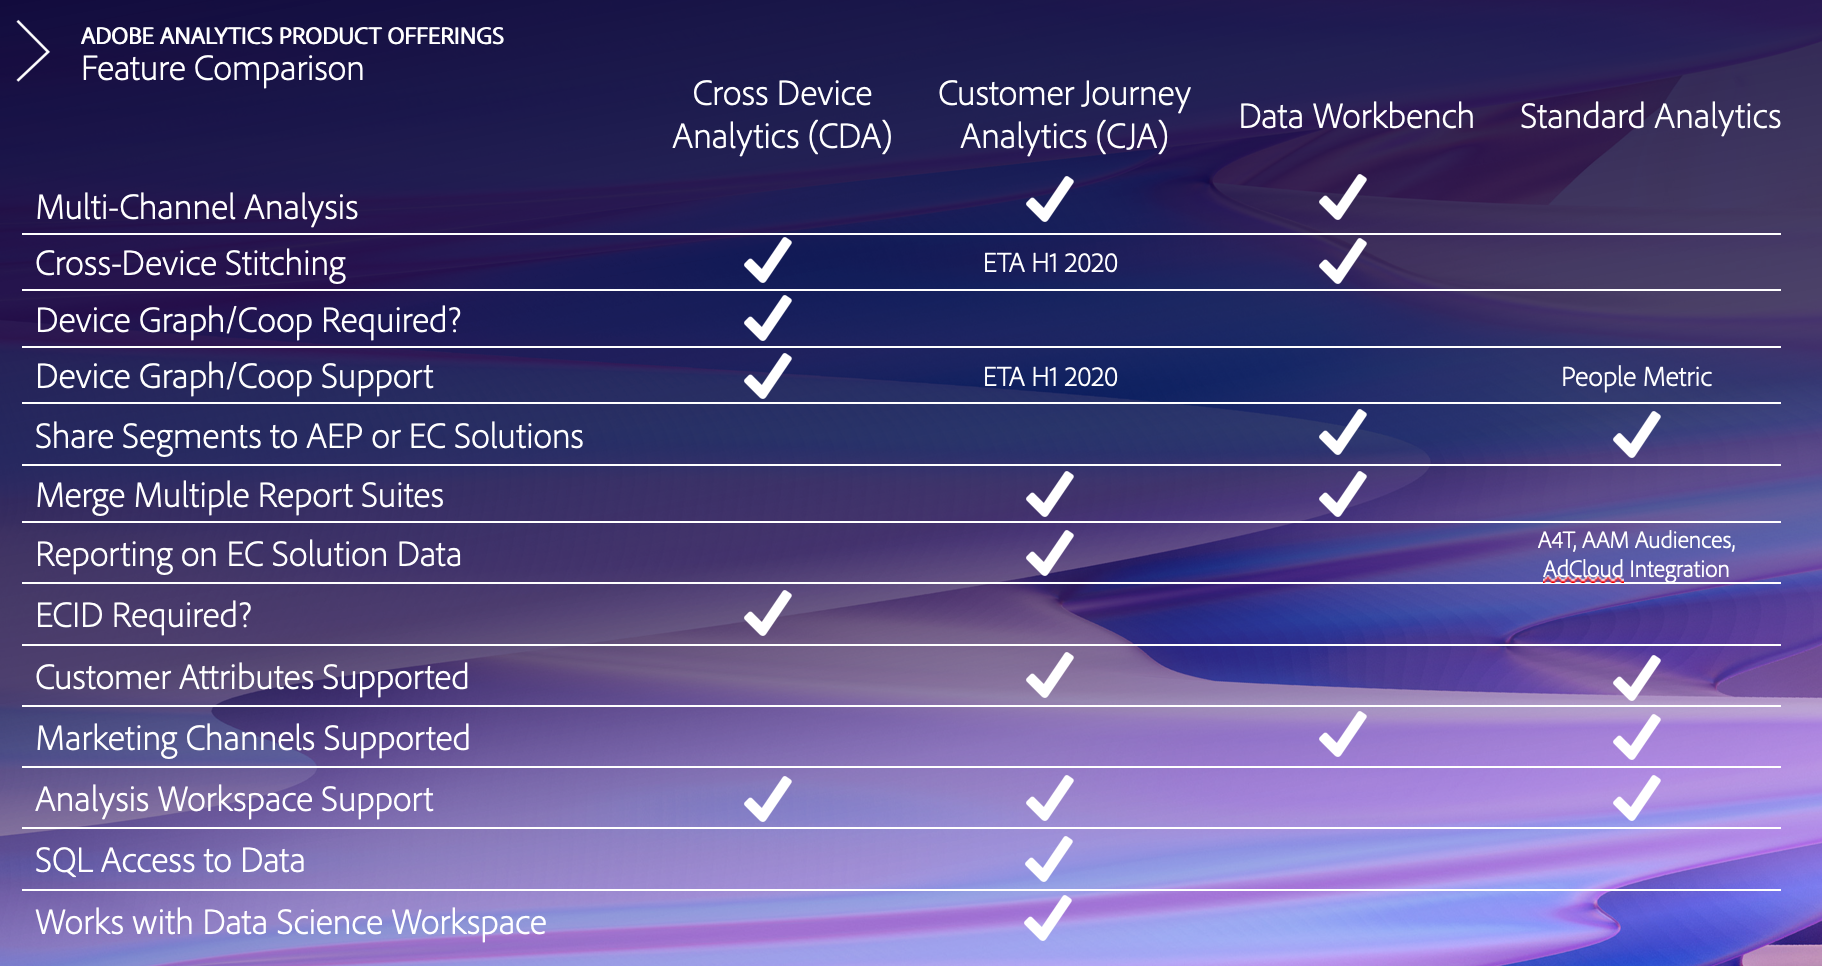 ADOBE ANALYTICS PRODUCT OFFERINGS
Feature Comparison
Cross Device
Analytics (CDA)
Customer Journey
Analytics (CJA)
Data Workbench
Standard Analytics
Multi-Channel Analysis
Cross-Device Stitching
ETA H1 2020
Device Graph/Coop Required?
Device Graph/Coop Support
ETA H1 2020
People Metric
Share Segments to AEP or EC Solutions
Merge Multiple Report Suites
Reporting on EC Solution Data
A4T, AAM Audiences,
AdCloud Integration
ECID Required?
Customer Attributes Supported
Marketing Channels Supported
Analysis Workspace Support
SQL Access to Data
Works with Data Science Workspace